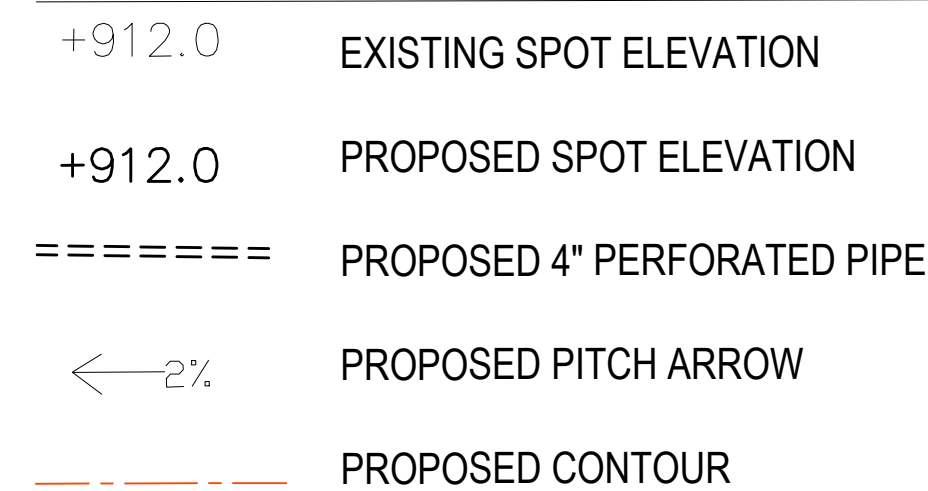 +912.0 EXISTING SPOT ELEVATION
+912.0 PROPOSED SPOT ELEVATION
PROPOSED 4" PERFORATED PIPE
2% PROPOSED PITCH ARROW
PROPOSED CONTOUR